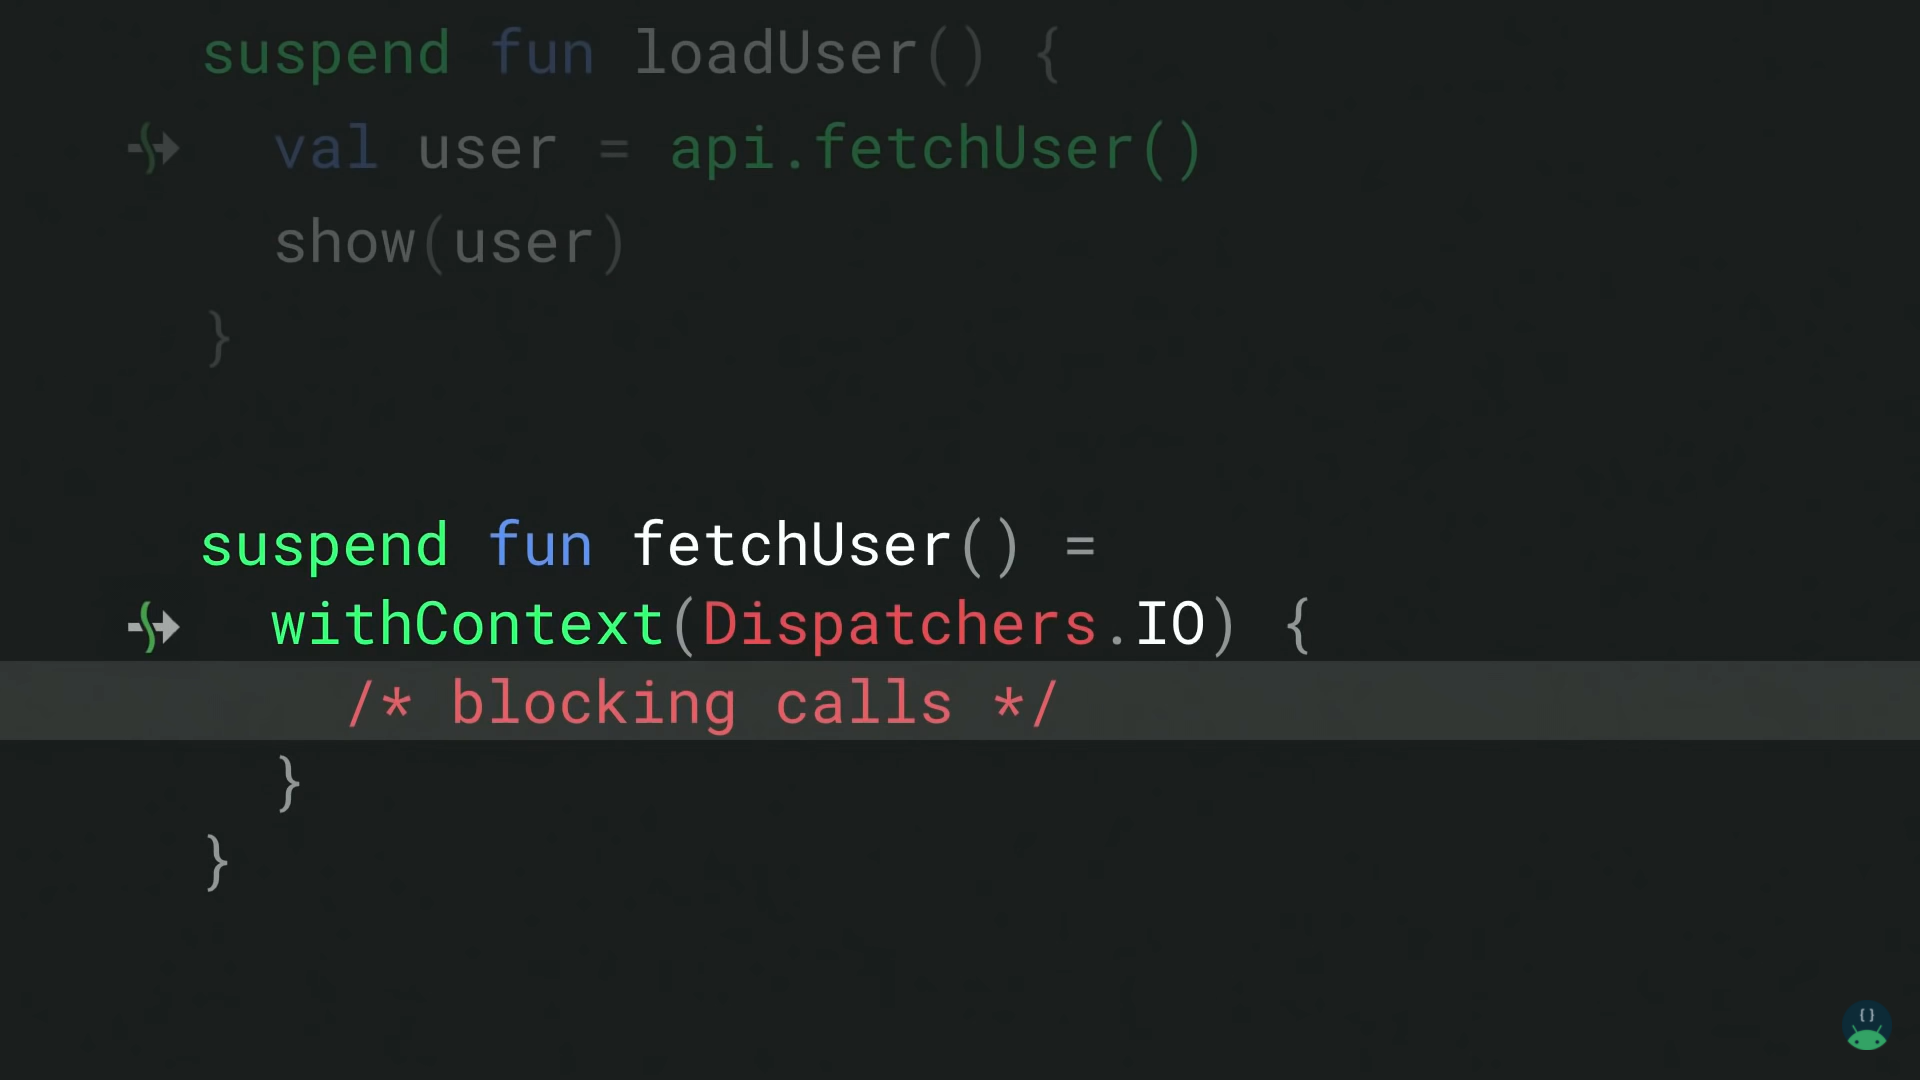 suspend fun loadUser() {
val user = api.fetchUser()
show(user)
}
suspend fun fetchUser() =
withContext(Dispatchers.IO) {
/* blocking calls */
}
}
{}